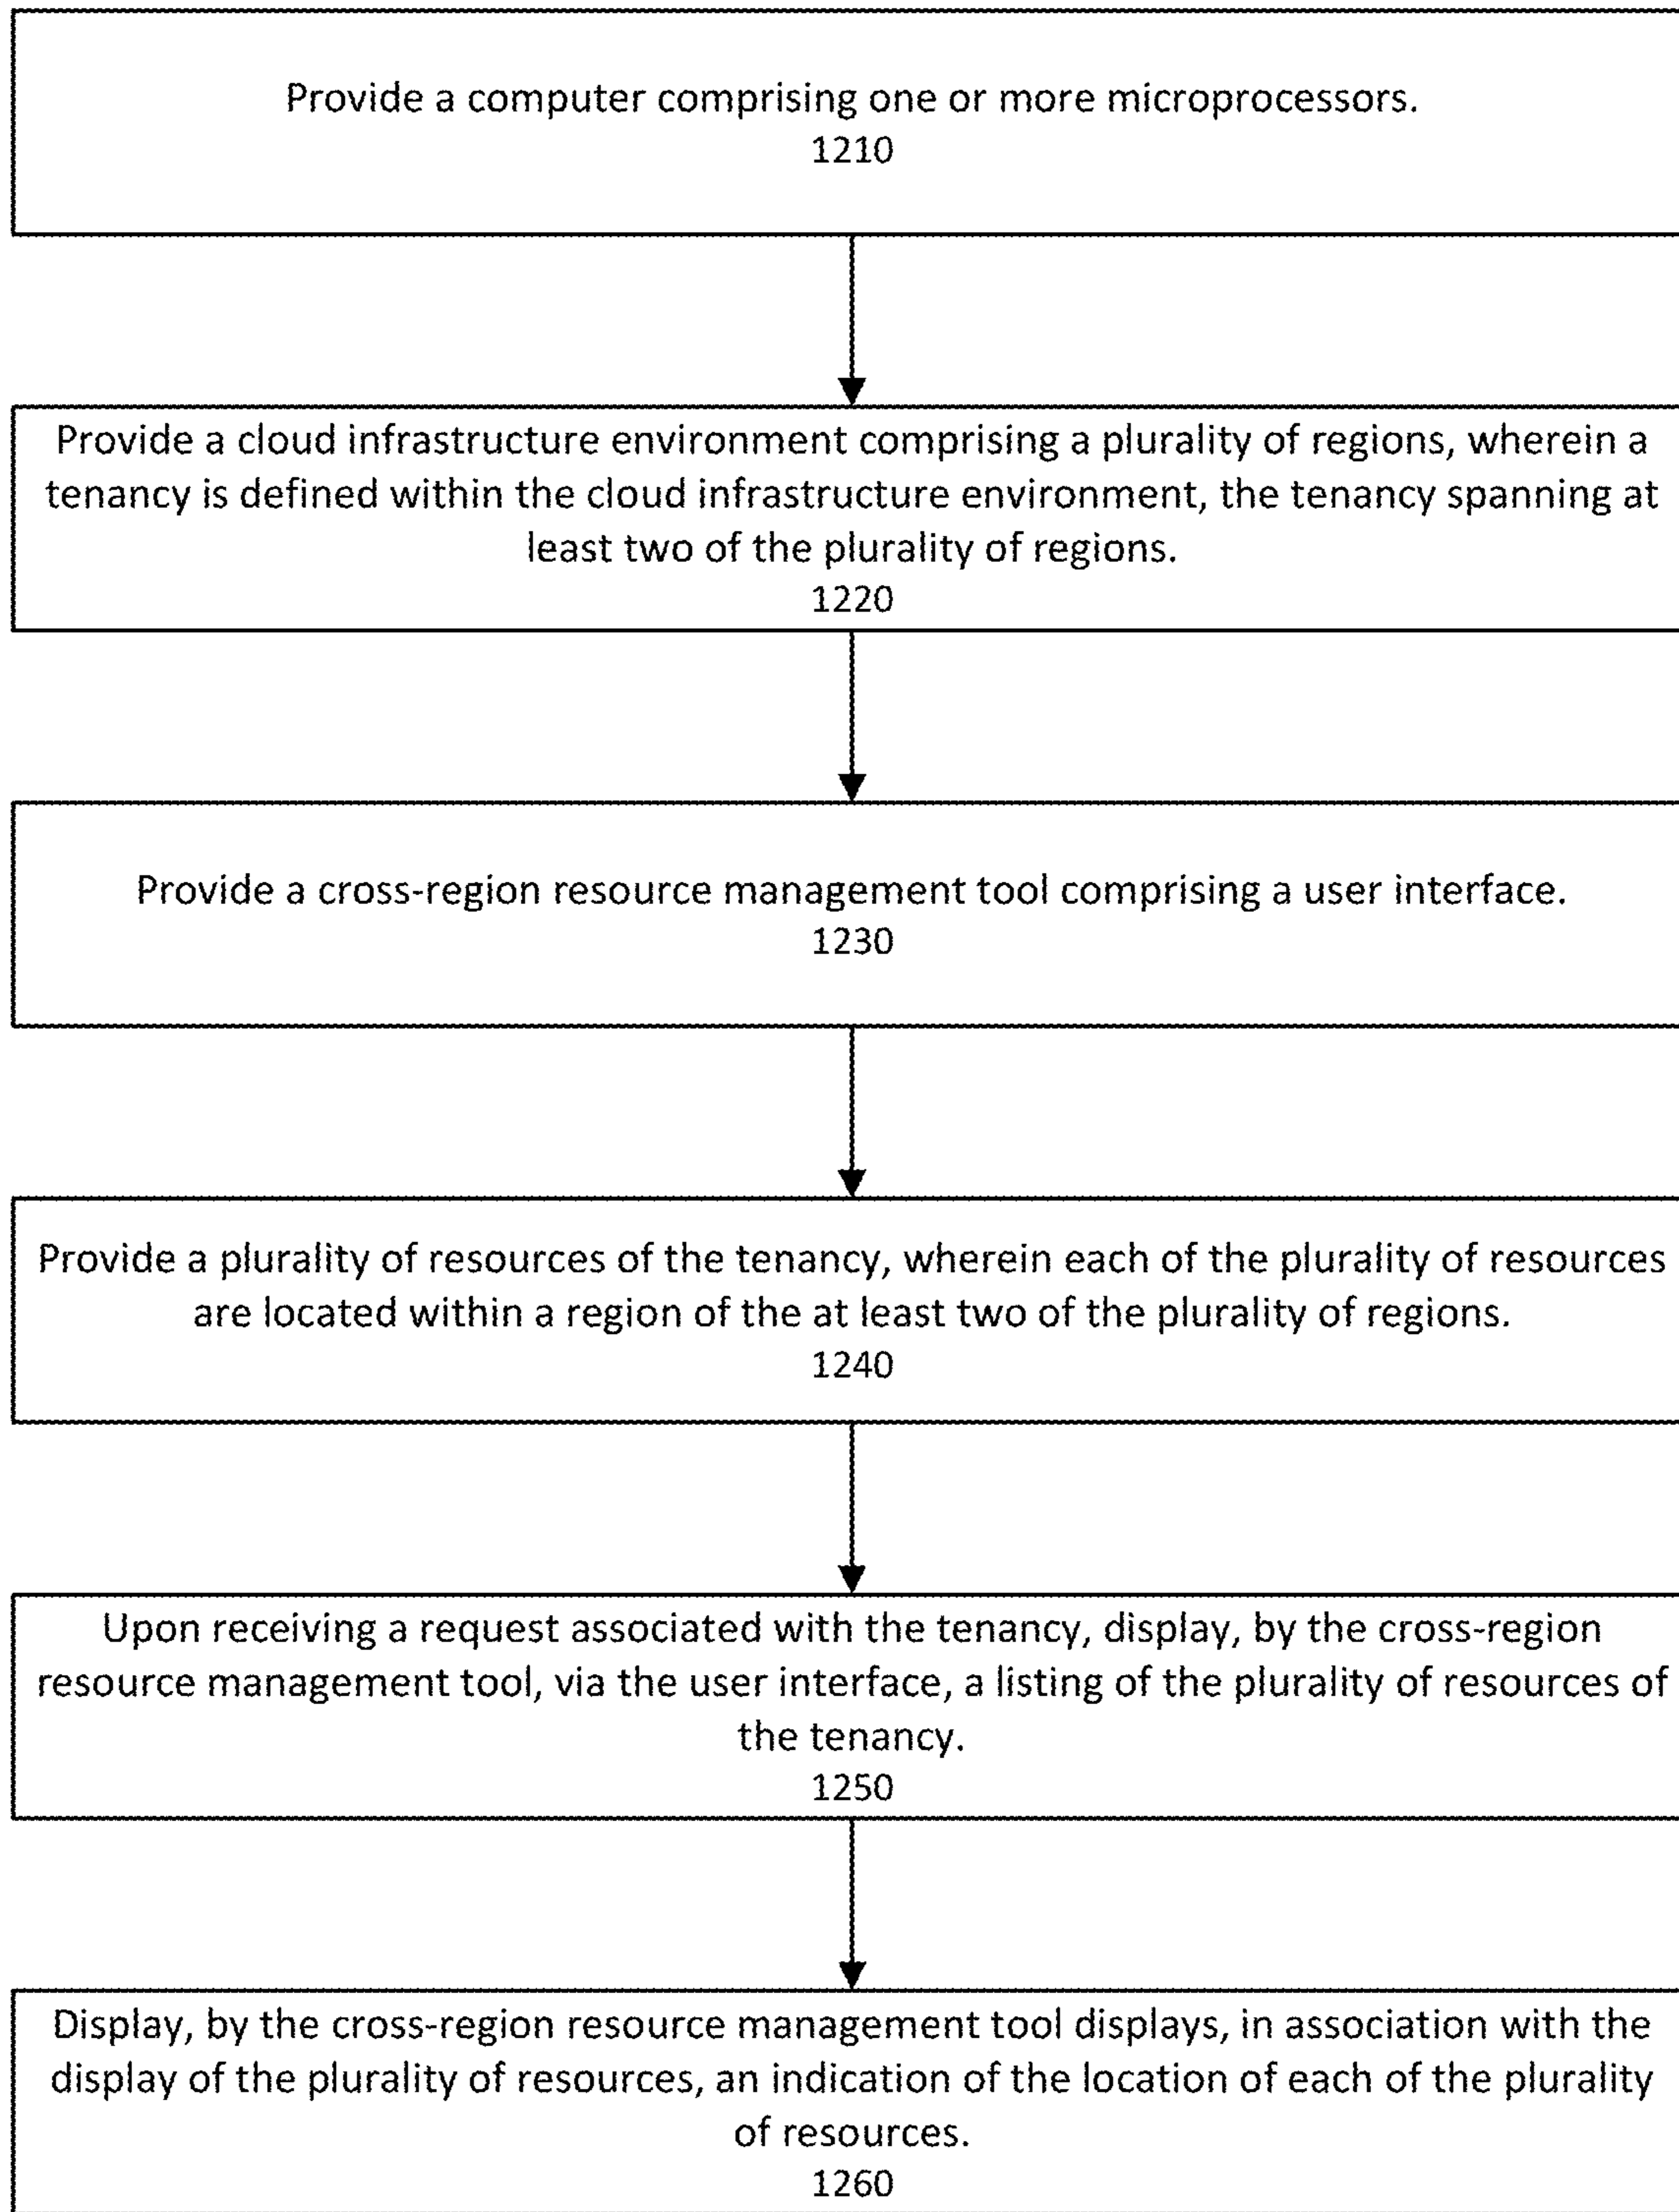 Provide a computer comprising one or more microprocessors.
1210
Provide a cloud infrastructure environment comprising a plurality of regions, wherein a
tenancy is defined within the cloud infrastructure environment, the tenancy spanning at
least two of the plurality of regions.
1220
Provide a cross-region resource management tool comprising a user interface.
1230
Provide a plurality of resources of the tenancy, wherein each of the plurality of resources
are located within a region of the at least two of the plurality of regions.
1240
Upon receiving a request associated with the tenancy, display, by the cross-region
resource management tool, via the user interface, a listing of the plurality of resources of
the tenancy.
1250
Display, by the cross-region resource management tool displays, in association with the
display of the plurality of resources, an indication of the location of each of the plurality
of resources.
1260